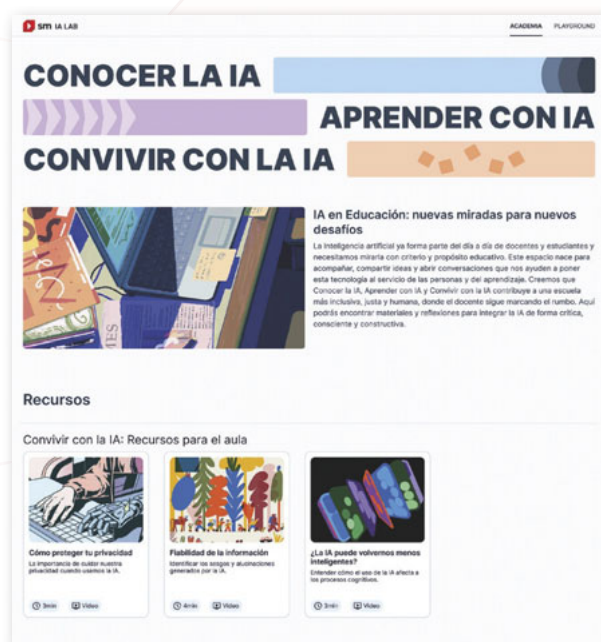 sm IA LAB
ACADEMIA PLAYGROUND
CONOCER LA IA
APRENDER CON IA
CONVIVIR CON LA IA
IA en Educación: nuevas miradas para nuevos
desafíos
La inteligencia artificial ya forma parte del día a día de docentes y estudiantes y
necesitamos mirarla con criterio y propósito educativo. Este espacio nace para
acompañar, compartir ideas y abrir conversaciones que nos ayuden a poner
esta tecnología al servicio de las personas y del aprendizaje. Creemos que
Conocer la IA, Aprender con IA y Convivir con la IA contribuye a una escuela
más inclusiva, justa y humana, donde el docente sigue marcando el rumbo. Aquí
podrás encontrar materiales y reflexiones para integrar la IA de forma crítica,
consciente y constructiva.
Recursos
Convivir con la IA: Recursos para el aula
Cómo proteger tu privacidad
La importancia de cuidar nuestra
privacidad cuando usamos la IA.
3min Vídeo
Fiabilidad de la información
Identificar los sesgos y alucinaciones
generados por la IA.
4min Vídeo
¿La IA puede volvernos menos
inteligentes?
Entender cómo el uso de la IA afecta a
los procesos cognitivos.
3min Vídeo